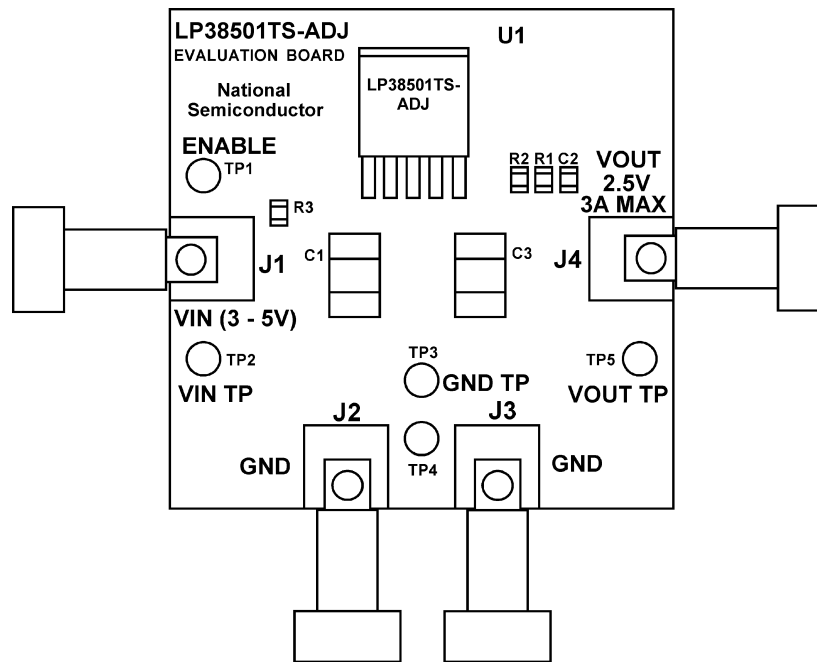 LP38501TS-ADJ
EVALUATION BOARD
National
Semiconductor
U1
LP38501TS-
ADJ
ENABLE
TP1
R3
R2 R1 C2
VOUT
2.5V
3A MAX
J1
C1
C3
J4
VIN (3 - 5V)
TP2
VIN TP
TP3
GND TP
TP5
VOUT TP
J2
J3
GND
TP4
GND